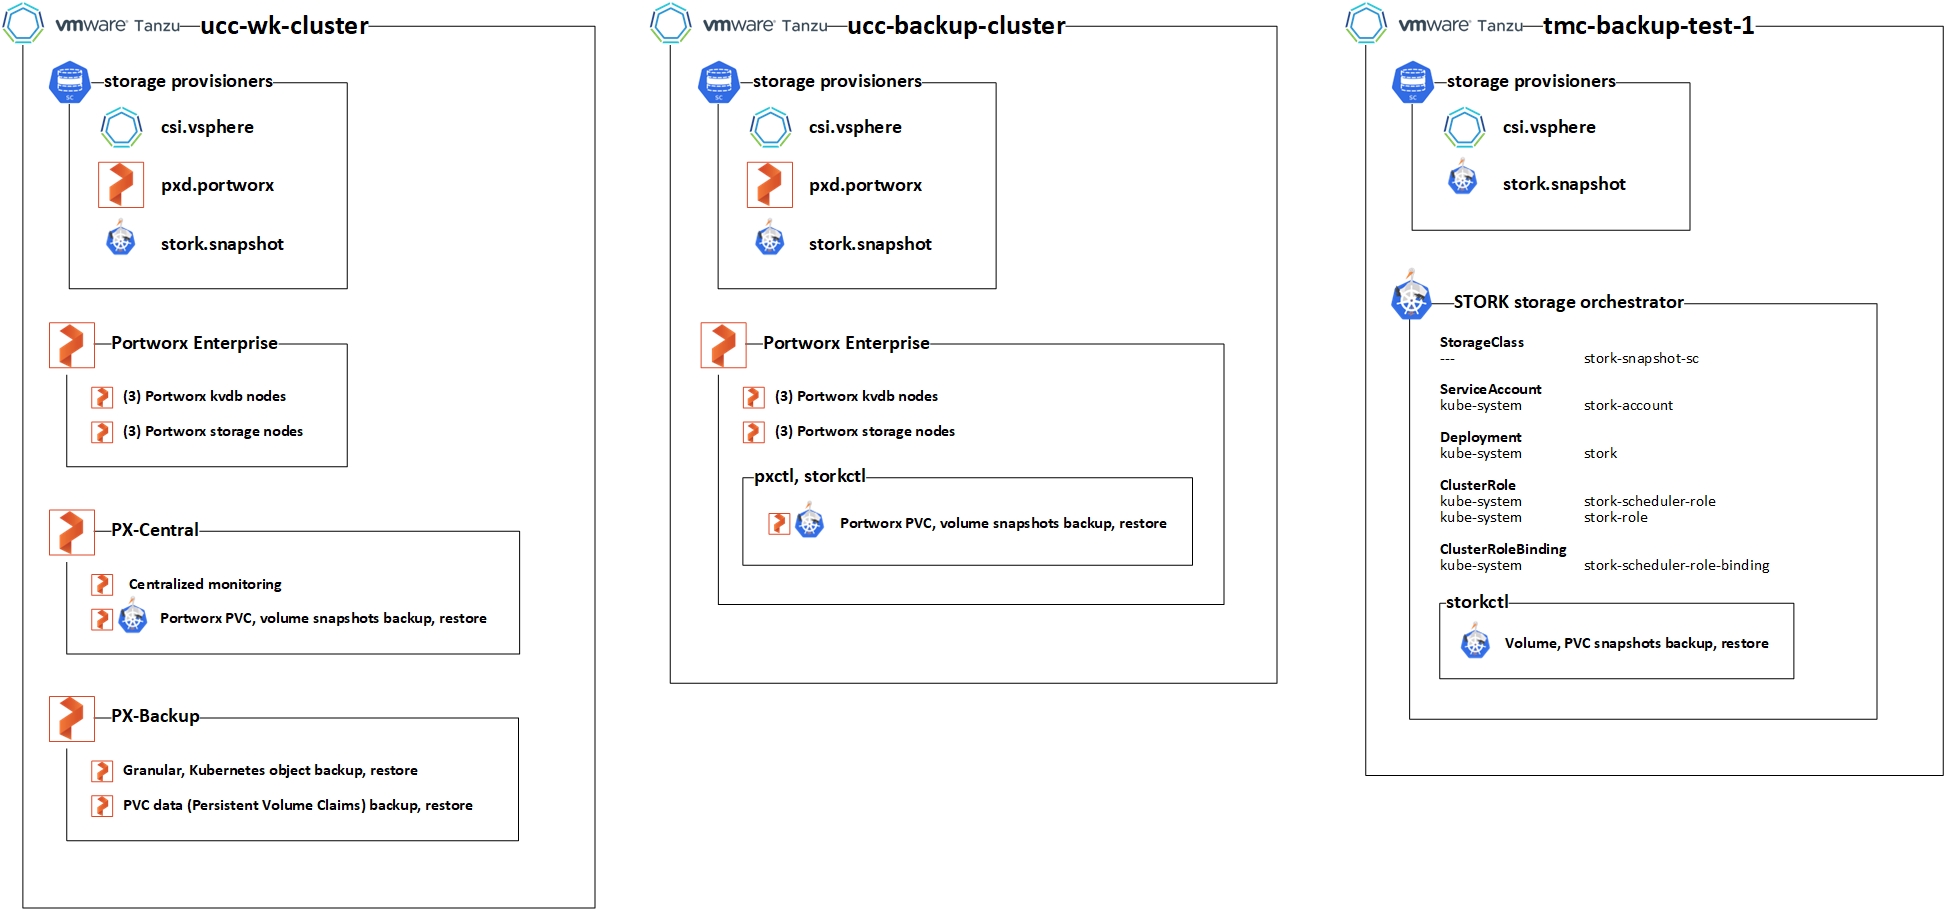 vmware® Tanzu ucc-wk-cluster
storage provisioners
SC
csi.vsphere
pxd.portworx
stork.snapshot
Portworx Enterprise
(3) Portworx kvdb nodes
(3) Portworx storage nodes
PX-Central
Centralized monitoring
Portworx PVC, volume snapshots backup, restore
PX-Backup
Granular, Kubernetes object backup, restore
PVC data (Persistent Volume Claims) backup, restore
vmware® Tanzu ucc-backup-cluster
storage provisioners
SC
csi.vsphere
pxd.portworx
stork.snapshot
Portworx Enterprise
(3) Portworx kvdb nodes
(3) Portworx storage nodes
pxctl, storkctl
Portworx PVC, volume snapshots backup, restore
vmware® Tanzu tmc-backup-test-1
storage provisioners
SC
csi.vsphere
stork.snapshot
STORK storage orchestrator
StorageClass
--- stork-snapshot-sc
ServiceAccount
kube-system stork-account
Deployment
kube-system stork
ClusterRole
kube-system stork-scheduler-role
kube-system stork-role
ClusterRoleBinding
kube-system stork-scheduler-role-binding
storkctl
Volume, PVC snapshots backup, restore